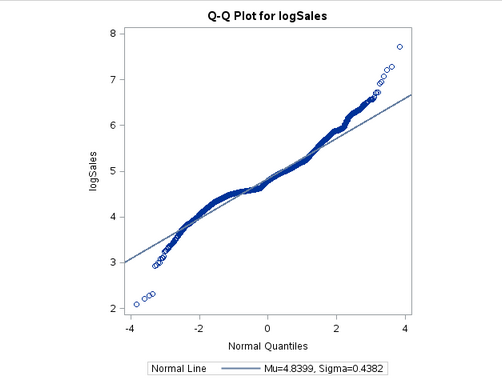 Q-Q Plot for logSales
8
7
6
5
4
3
2
logSales
-4
-2
0
2
4
Normal Quantiles
Normal Line
Mu=4.8399, Sigma=0.4382